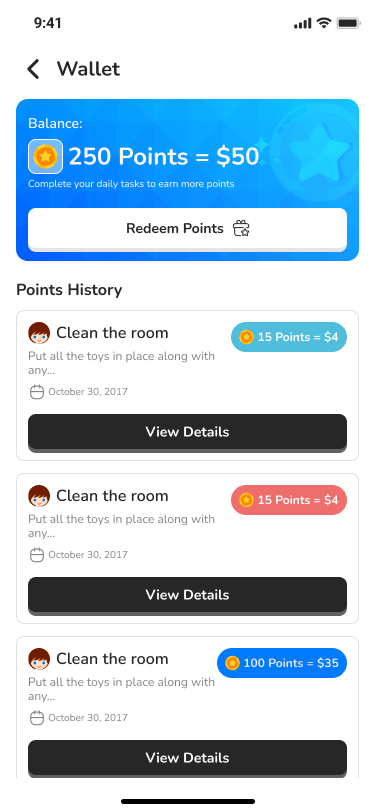 9:41
Wallet
Balance:
250 Points = $50
Complete your daily tasks to earn more points
Redeem Points
Points History
Clean the room
15 Points = $4
Put all the toys in place along with
any...
October 30, 2017
View Details
Clean the room
15 Points = $4
Put all the toys in place along with
any...
October 30, 2017
View Details
Clean the room
100 Points = $35
Put all the toys in place along with
any...
October 30, 2017
View Details